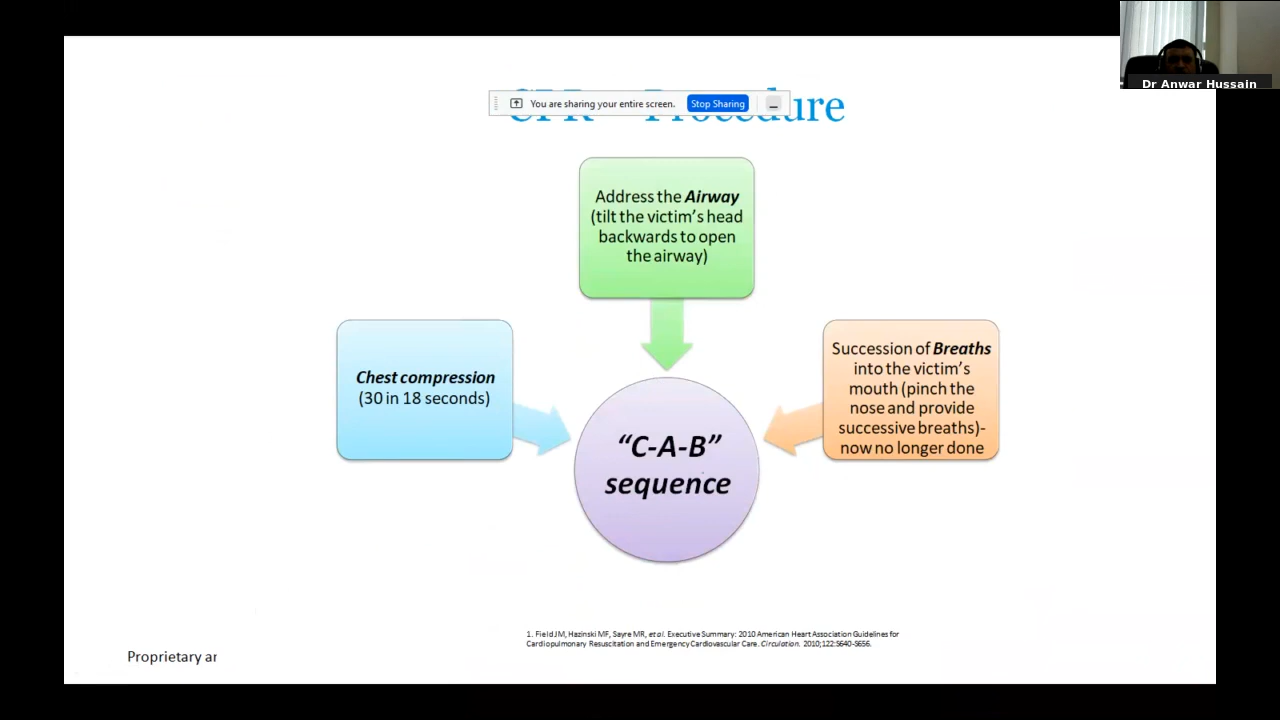 Dr Anwar Hussain
You are sharing your entire screen.
Stop Sharing
CPR – Procedure
Address the Airway
(tilt the victim's head
backwards to open
the airway)
Chest compression
(30 in 18 seconds)
Succession of Breaths
into the victim's
mouth (pinch the
nose and provide
successive breaths)-
now no longer done
“C-A-B”
sequence
1. Field JM, Hazinski MF, Sayre MR, et al. Executive Summary: 2010 American Heart Association Guidelines for
Cardiopulmonary Resuscitation and Emergency Cardiovascular Care. Circulation. 2010;122:S640-S656.
Proprietary ar